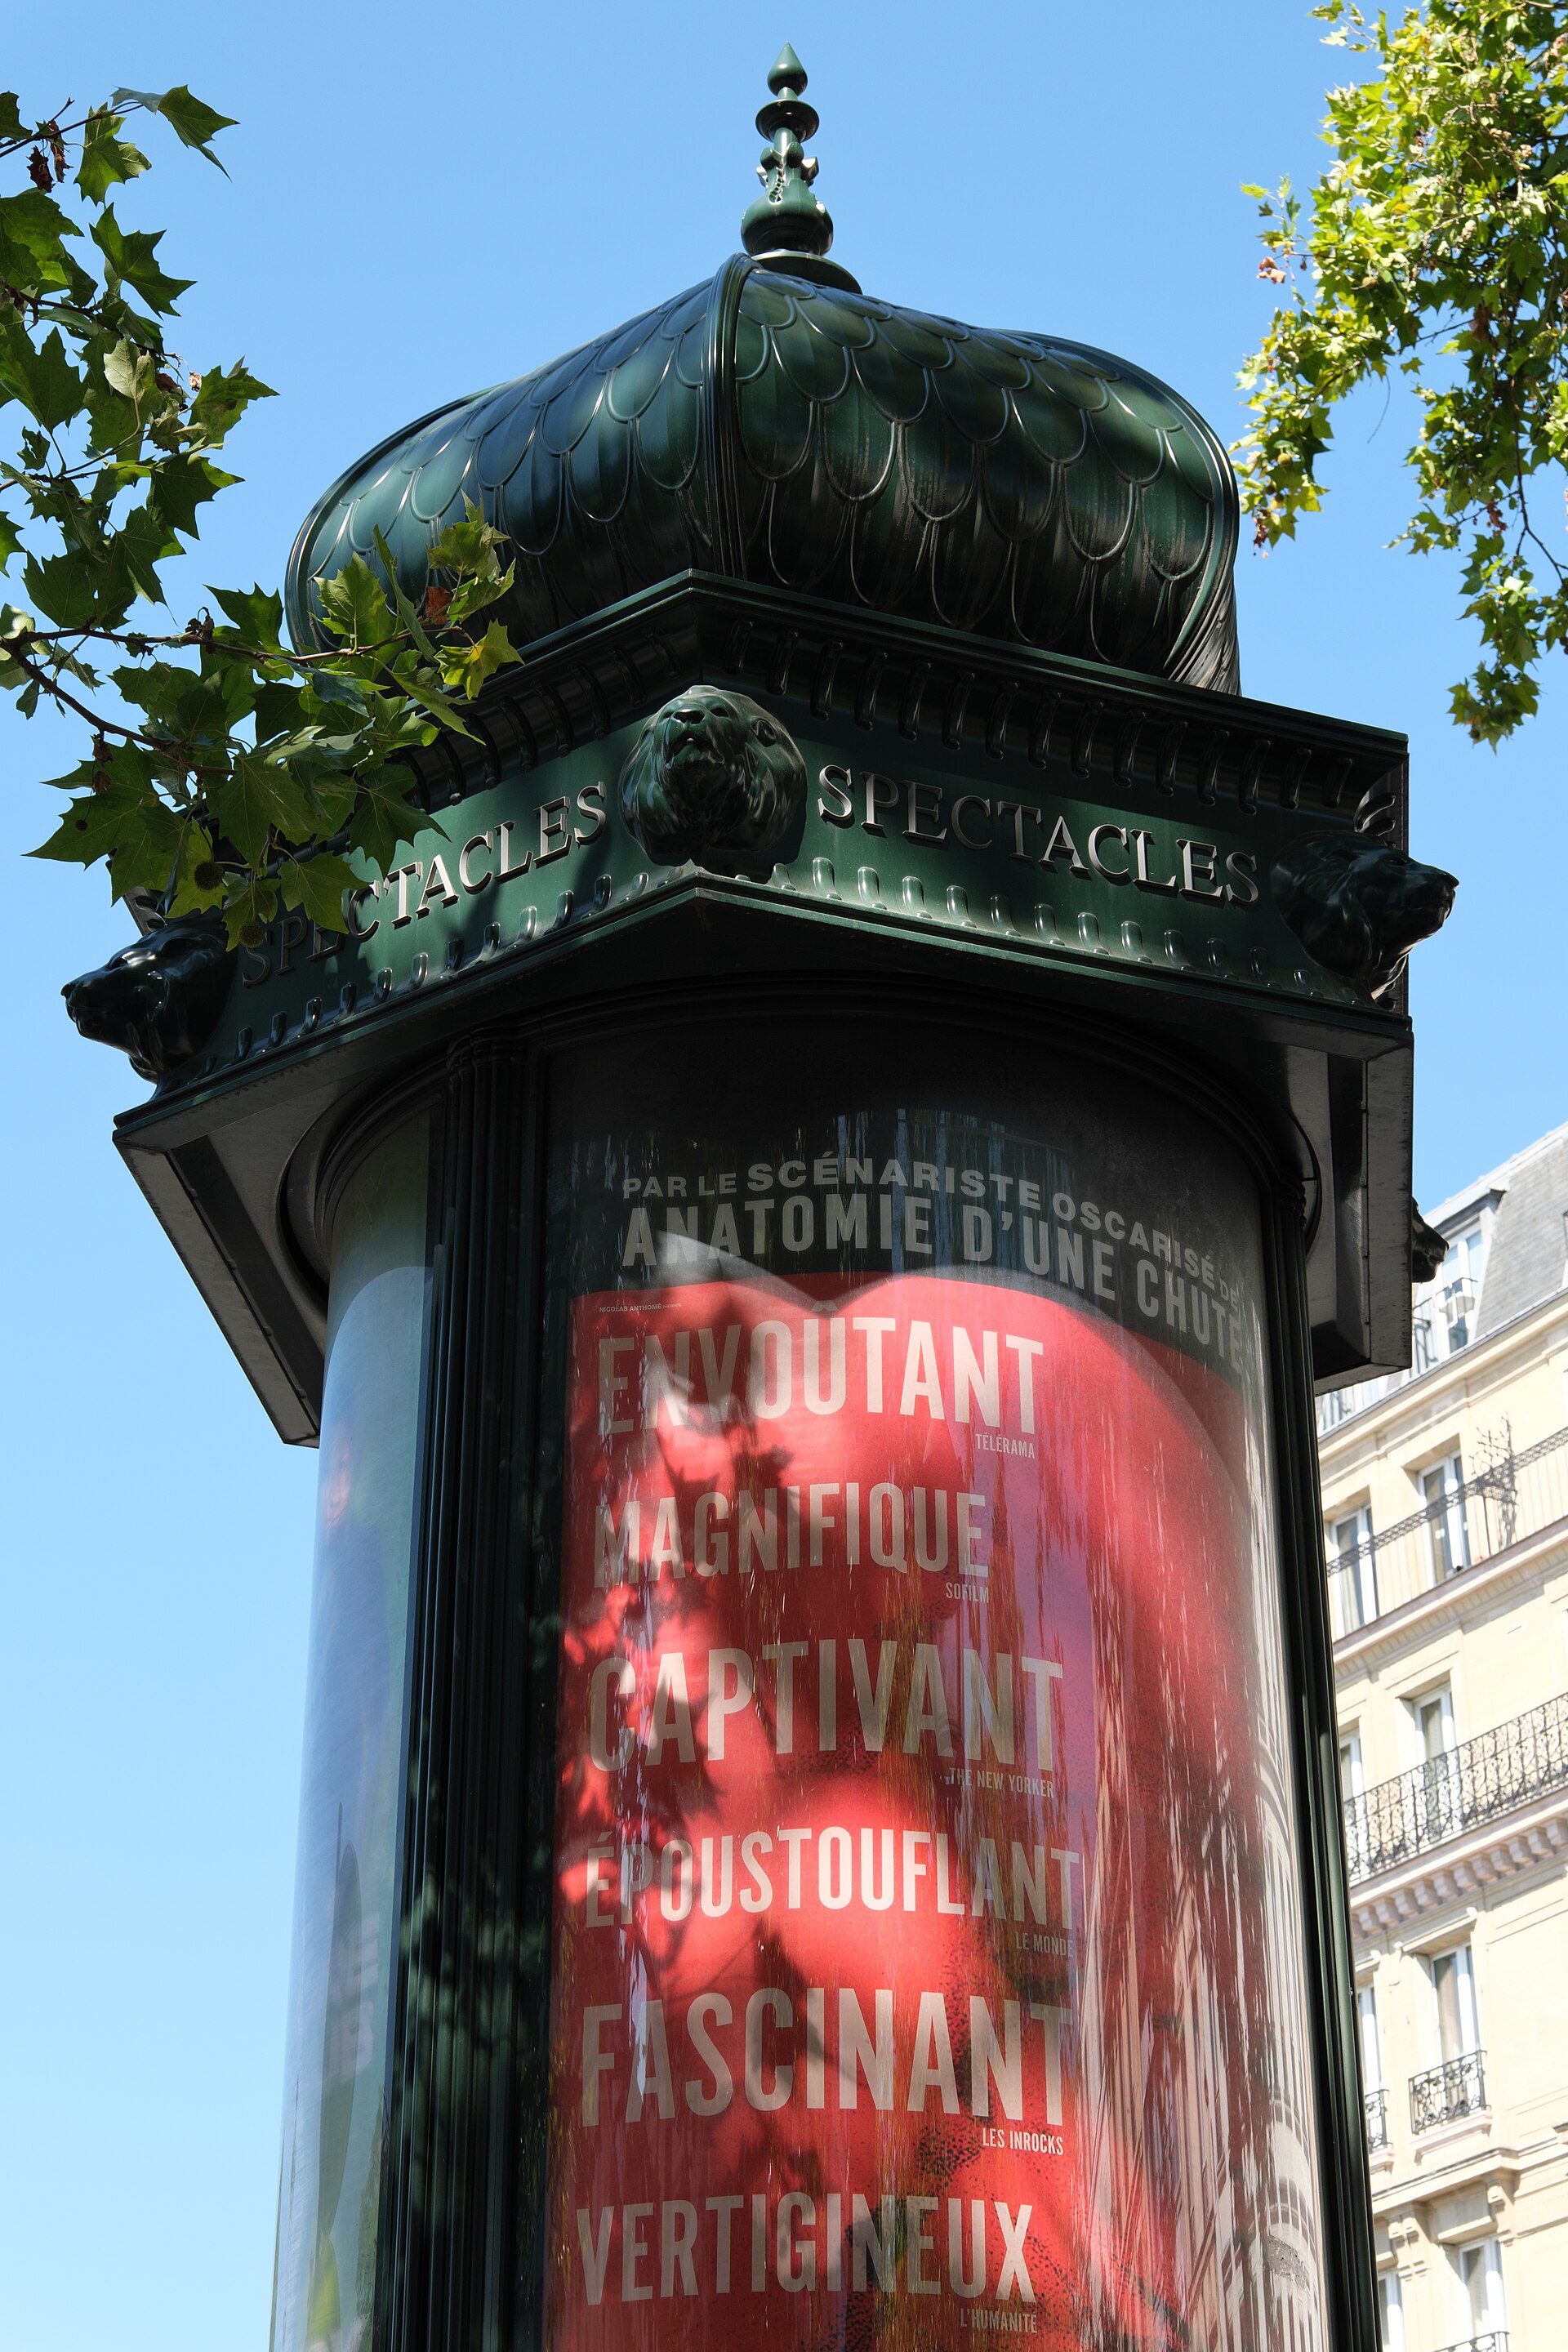 SPECTACLES
SPECTACLES
PAR LE SCÉNARISTE OSCARISÉ DE
ANATOMIE D'UNE CHUTE
NICOLAS ANTHOMÉ
ENVOÛTANT
TÉLÉRAMA
MAGNIFIQUE
SOFILM
CAPTIVANT
THE NEW YORKER
ÉPOUSTOUFLANT
LE MONDE
FASCINANT
LES INROCKS
VERTIGINEUX
L'HUMANITÉ